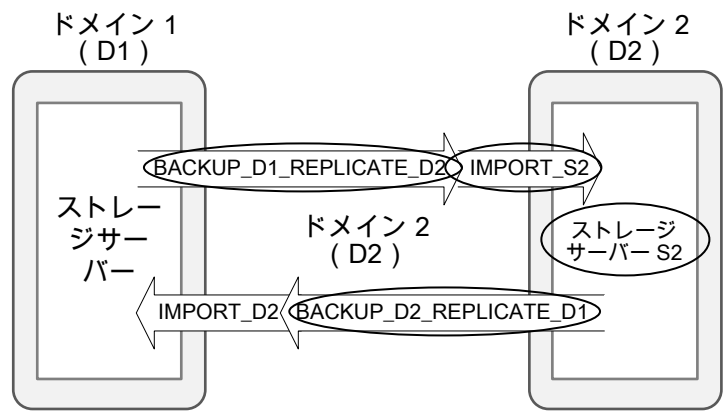 ドメイン 1
( D1 )
ドメイン 2
( D2 )
BACKUP_D1_REPLICATE_D2
IMPORT_S2
ストレー
ジサー
バー
ドメイン 2
( D2 )
ストレージ
サーバー S2
IMPORT_D2
BACKUP_D2_REPLICATE_D1